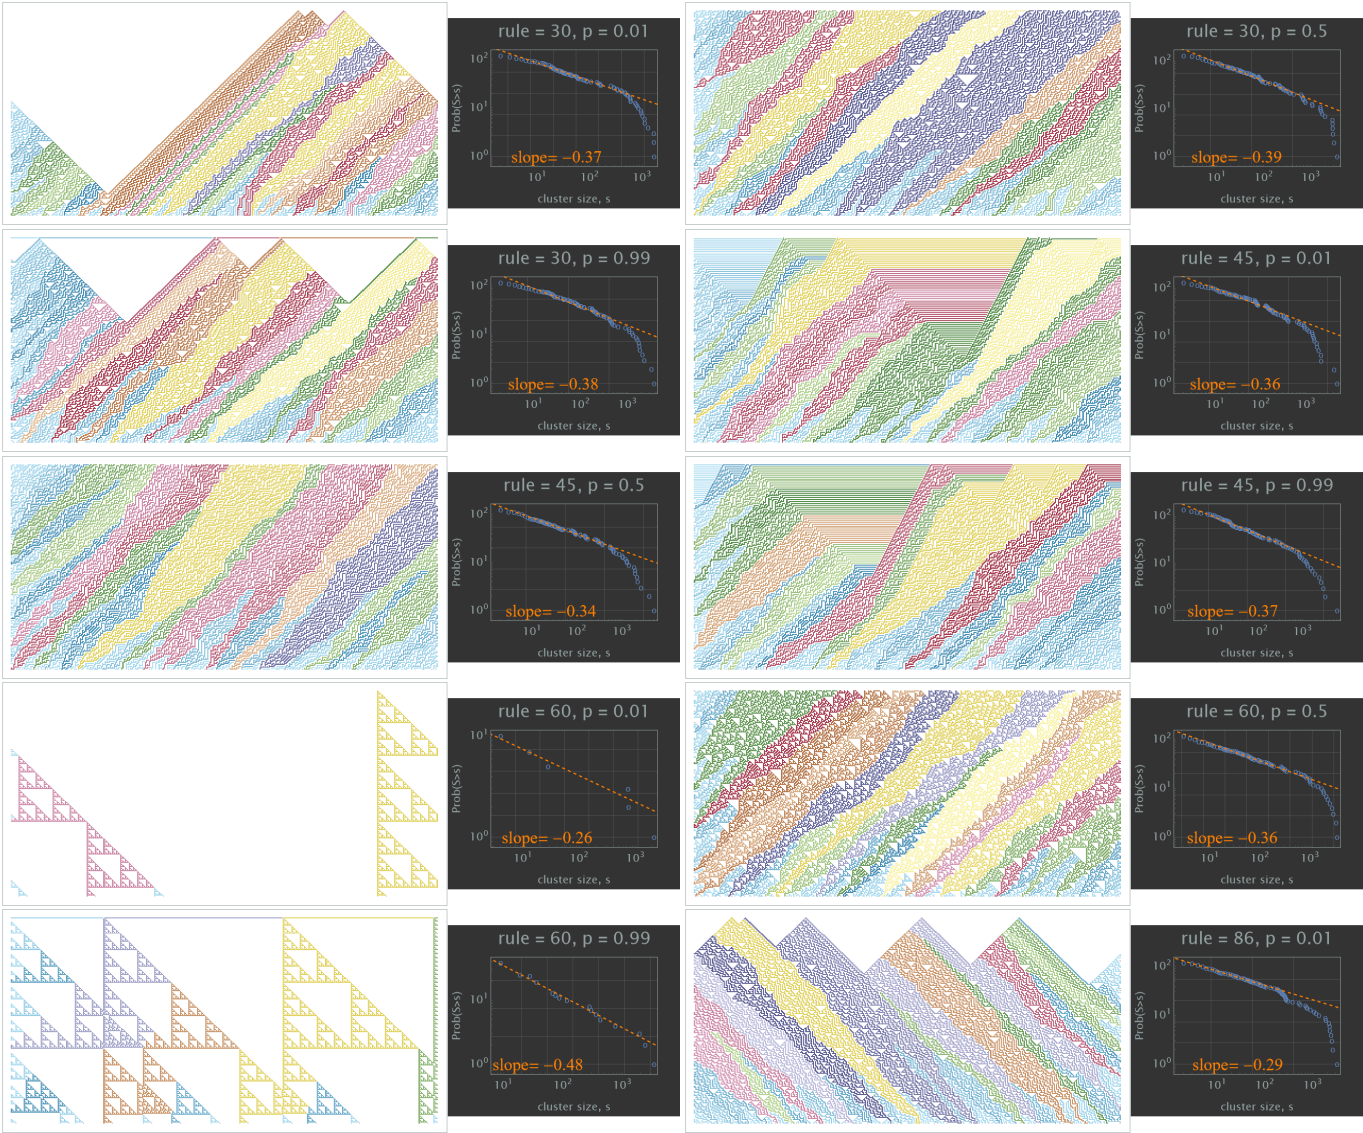 rule = 30, p = 0.01
10²
10¹
10⁰
Prob(S>s)
slope= −0.37
10¹ 10² 10³
cluster size, s
rule = 30, p = 0.5
10²
10¹
10⁰
Prob(S>s)
slope= −0.39
10¹ 10² 10³
cluster size, s
rule = 30, p = 0.99
10²
10¹
10⁰
Prob(S>s)
slope= −0.38
10¹ 10² 10³
cluster size, s
rule = 45, p = 0.01
10²
10¹
10⁰
Prob(S>s)
slope= −0.36
10¹ 10² 10³
cluster size, s
rule = 45, p = 0.5
10²
10¹
10⁰
Prob(S>s)
slope= −0.34
10¹ 10² 10³
cluster size, s
rule = 45, p = 0.99
10²
10¹
10⁰
Prob(S>s)
slope= −0.37
10¹ 10² 10³
cluster size, s
rule = 60, p = 0.01
10¹
10⁰
Prob(S>s)
slope= −0.26
10¹ 10² 10³
cluster size, s
rule = 60, p = 0.5
10²
10¹
10⁰
Prob(S>s)
slope= −0.36
10¹ 10² 10³
cluster size, s
rule = 60, p = 0.99
10¹
10⁰
Prob(S>s)
slope= −0.48
10¹ 10² 10³
cluster size, s
rule = 86, p = 0.01
10²
10¹
10⁰
Prob(S>s)
slope= −0.29
10¹ 10² 10³
cluster size, s